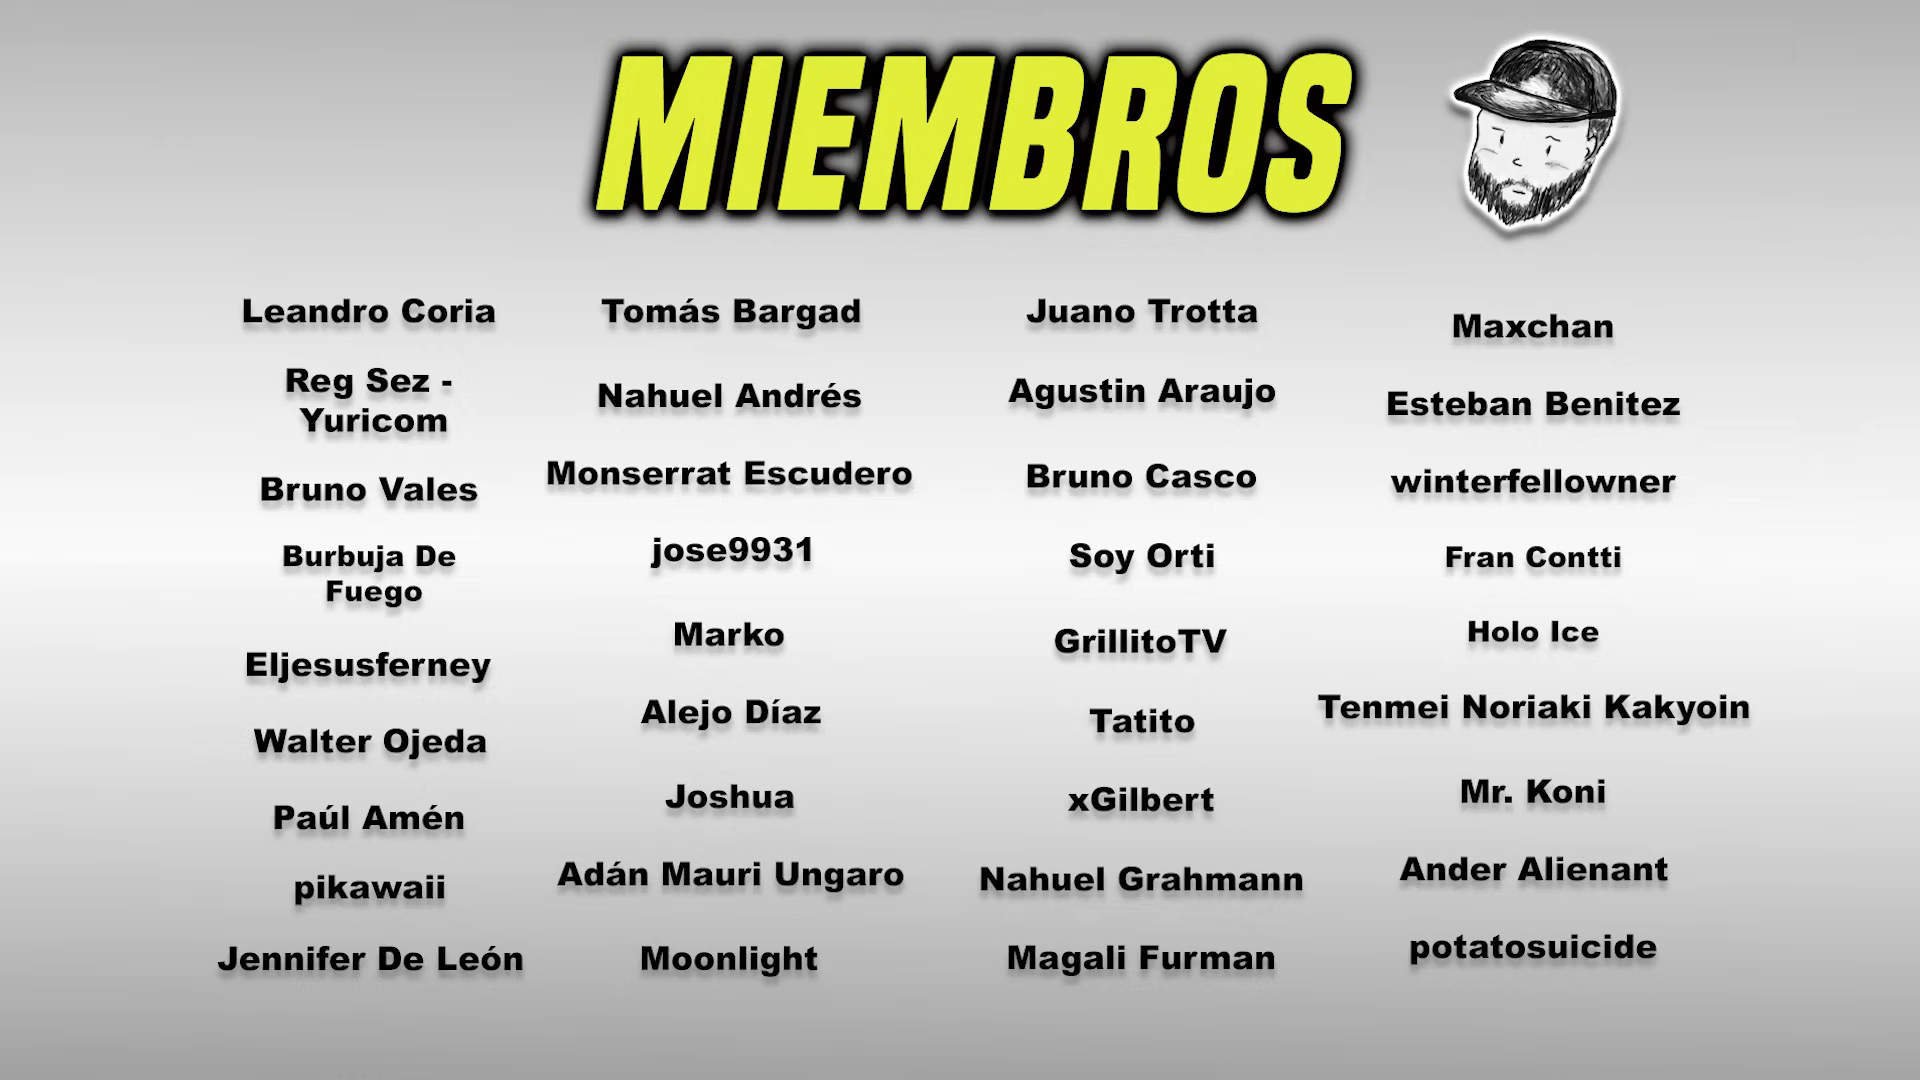 MIEMBROS
Leandro Coria
Reg Sez -
Yuricom
Bruno Vales
Burbuja De
Fuego
Eljesusferney
Walter Ojeda
Paúl Amén
pikawaii
Jennifer De León
Tomás Bargad
Nahuel Andrés
Monserrat Escudero
jose9931
Marko
Alejo Díaz
Joshua
Adán Mauri Ungaro
Moonlight
Juano Trotta
Agustin Araujo
Bruno Casco
Soy Orti
GrillitoTV
Tatito
xGilbert
Nahuel Grahmann
Magali Furman
Maxchan
Esteban Benitez
winterfellowner
Fran Contti
Holo Ice
Tenmei Noriaki Kakyoin
Mr. Koni
Ander Alienant
potatosuicide